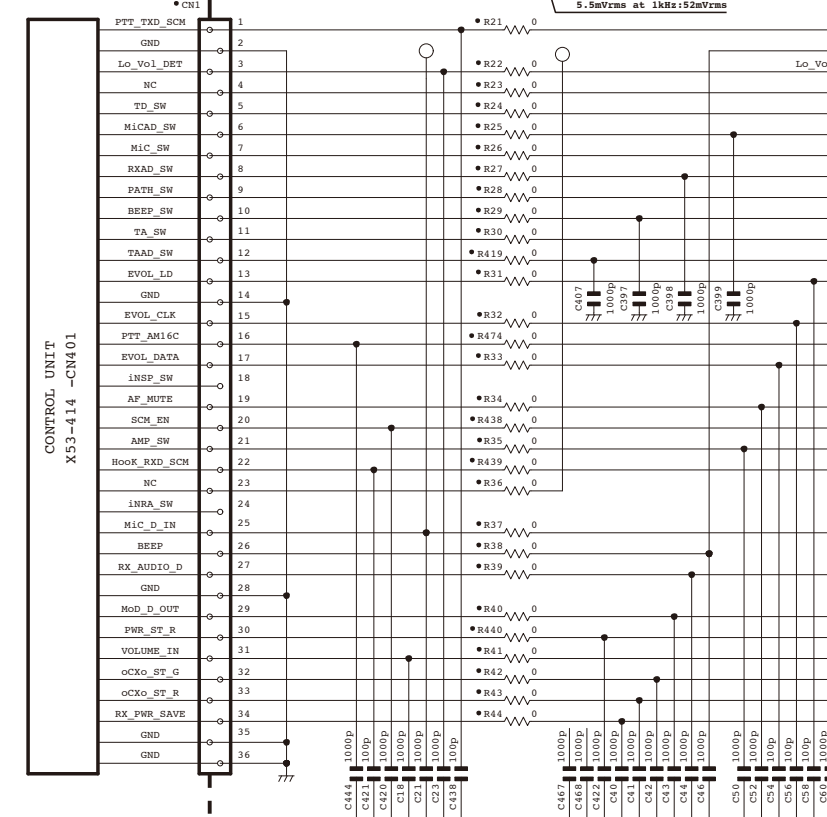 CN1
5.5mVrms at 1kHz:52mVrms
PTT_TXD_SCM 1 R21 0
GND 2
Lo_Vol_DET 3 R22 0 Lo_Vo
NC 4 R23 0
TD_SW 5 R24 0
MiCAD_SW 6 R25 0
MiC_SW 7 R26 0
RXAD_SW 8 R27 0
PATH_SW 9 R28 0
BEEP_SW 10 R29 0
TA_SW 11 R30 0
TAAD_SW 12 R419 0
EVOL_LD 13 R31 0
C407 1000p C397 1000p C398 1000p C399 1000p
GND 14
EVOL_CLK 15 R32 0
PTT_AM16C 16 R474 0
EVOL_DATA 17 R33 0
iNSP_SW 18
AF_MUTE 19 R34 0
CONTROL UNIT
X53-414 -CN401
SCM_EN 20 R438 0
AMP_SW 21 R35 0
HooK_RXD_SCM 22 R439 0
NC 23 R36 0
iNRA_SW 24
MiC_D_IN 25 R37 0
BEEP 26 R38 0
RX_AUDIO_D 27 R39 0
GND 28
MoD_D_OUT 29 R40 0
PWR_ST_R 30 R440 0
VOLUME_IN 31 R41 0
oCXo_ST_G 32 R42 0
oCXo_ST_R 33 R43 0
RX_PWR_SAVE 34 R44 0
GND 35
GND 36
C444 1000p
C421 100p
C420 1000p
C18 1000p
C21 1000p
C23 1000p
C438 100p
C467 1000p
C468 1000p
C422 1000p
C40 1000p
C41 1000p
C42 1000p
C43 1000p
C44 1000p
C46 1000p
C50 1000p
C52 1000p
C54 1000p
C56 100p
C58 1000p
C60 100p